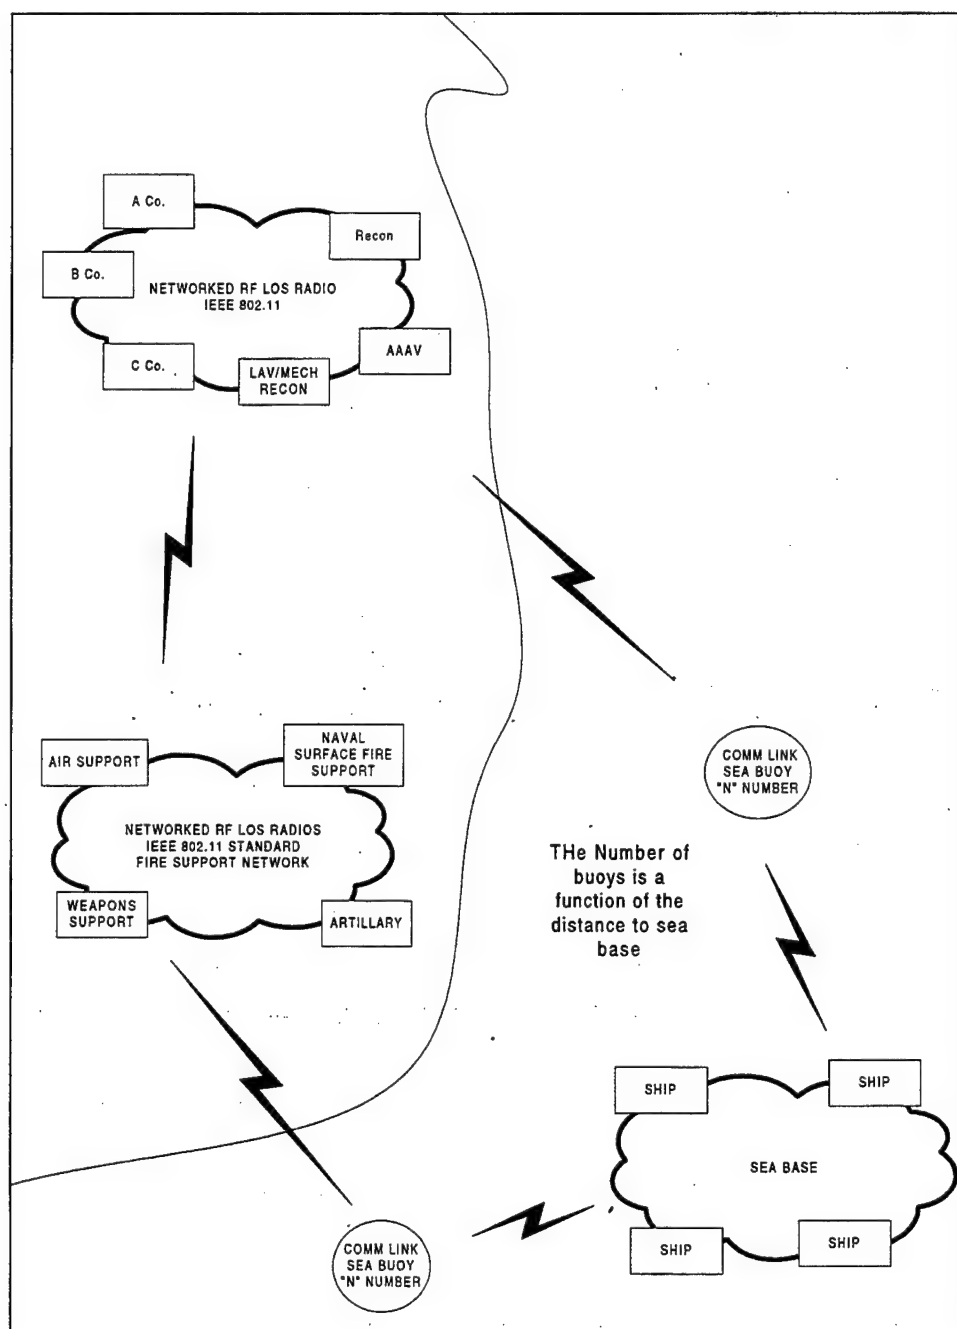 A Co.
Recon
B Co.
NETWORKED RF LOS RADIO
IEEE 802.11
C Co.
LAV/MECH
RECON
AAAV
AIR SUPPORT
NAVAL
SURFACE FIRE
SUPPORT
NETWORKED RF LOS RADIOS
IEEE 802.11 STANDARD
FIRE SUPPORT NETWORK
WEAPONS
SUPPORT
ARTILLARY
COMM LINK
SEA BUOY
"N" NUMBER
THe Number of
buoys is a
function of the
distance to sea
base
SHIP
SHIP
SEA BASE
SHIP
SHIP
COMM LINK
SEA BUOY
"N" NUMBER